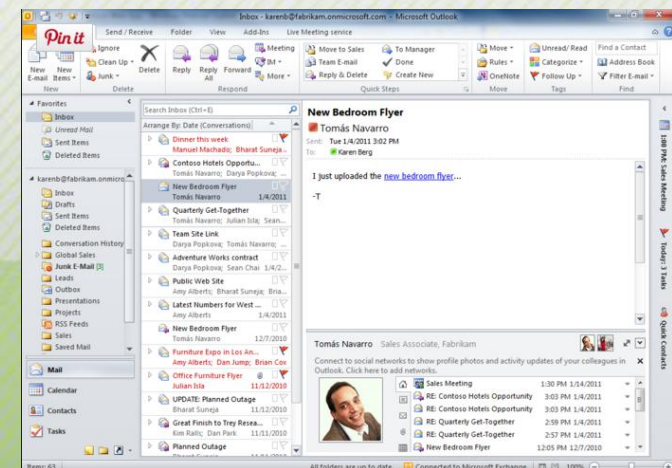 Inbox - karenb@fabrikam.onmicrosoft.com - Microsoft Outlook
Pin it
Send / Receive Folder View Add-Ins Live Meeting service
New E-mail
New Items
Ignore
Clean Up
Junk
Delete
Reply
Reply All
Forward
Meeting
IM
More
Move to Sales
Team E-mail
Reply & Delete
To Manager
Done
Create New
Move
Rules
OneNote
Unread/ Read
Categorize
Follow Up
Find a Contact
Address Book
Filter E-mail
New Delete Respond Quick Steps Move Tags Find
Favorites
Inbox
Unread Mail
Sent Items
Deleted Items
karenb@fabrikam.onmicro
Inbox
Drafts
Sent Items
Deleted Items
Conversation History
Global Sales
Junk E-Mail [3]
Leads
Outbox
Presentations
Projects
RSS Feeds
Sales
Saved Mail
Mail
Calendar
Contacts
Tasks
Search Inbox (Ctrl+E)
Arrange By: Date (Conversations)
Dinner this week
Manuel Machado; Bharat Suneja...
Contoso Hotels Opportu...
Tomás Navarro; Darya Popkova; ...
New Bedroom Flyer
Tomás Navarro 1/4/2011
Quarterly Get-Together
Tomás Navarro; Julian Isla; Sean...
Team Site Link
Darya Popkova; Tomás Navarro; ...
Adventure Works contract
Darya Popkova; Sean Chai 1/4/2...
Public Web Site
Amy Alberts; Bharat Suneja; Bria...
Latest Numbers for West ...
Amy Alberts 1/4/2011
New Bedroom Flyer
Tomás Navarro 12/7/2010
Furniture Expo in Los An...
Amy Alberts; Dan Jump; Brian Cox
Office Furniture Flyer
Julian Isla 11/12/2010
UPDATE: Planned Outage
Bharat Suneja 11/12/2010
Great Finish to Trey Resea...
Kim Ralls; Dan Park 11/11/2010
Planned Outage
New Bedroom Flyer
Tomás Navarro
Sent: Tue 1/4/2011 3:02 PM
To: Karen Berg
I just uploaded the new bedroom flyer...
-T
Tomás Navarro Sales Associate, Fabrikam
Connect to social networks to show profile photos and activity updates of your colleagues in
Outlook. Click here to add networks.
Sales Meeting 1:30 PM 1/14/2011
RE: Contoso Hotels Opportunity 3:03 PM 1/4/2011
RE: Contoso Hotels Opportunity 3:03 PM 1/4/2011
RE: Quarterly Get-Together 2:59 PM 1/4/2011
RE: Quarterly Get-Together 2:57 PM 1/4/2011
New Bedroom Flyer 12:05 PM 12/7/2010
1:00 PM: Sales Meeting
Today: 3 Tasks
Quick Contacts
Items: 63
All folders are up to date. Connected to Microsoft Exchange 100%